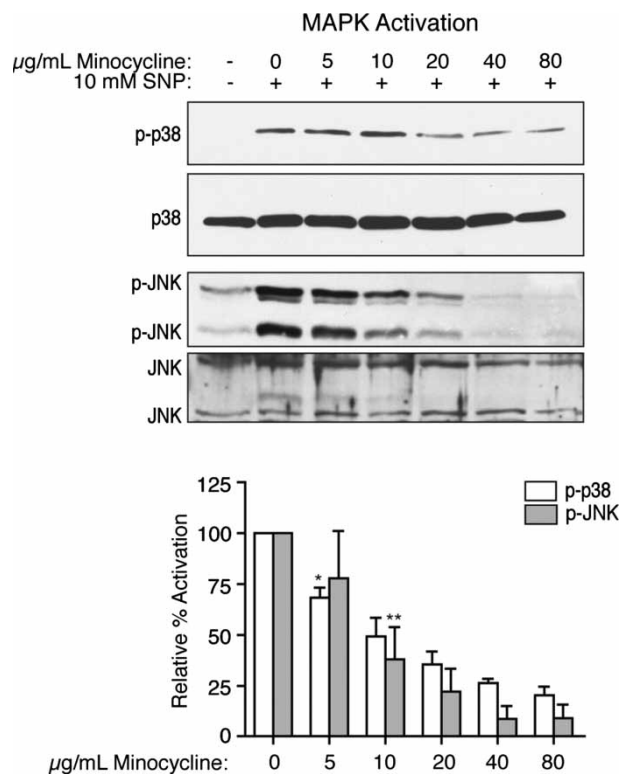 MAPK Activation
µg/mL Minocycline: - 0 5 10 20 40 80
10 mM SNP: - + + + + + +
p-p38
p38
p-JNK
p-JNK
JNK
JNK
125
100
75
50
25
0
Relative % Activation
p-p38
p-JNK
*
**
µg/mL Minocycline: 0 5 10 20 40 80